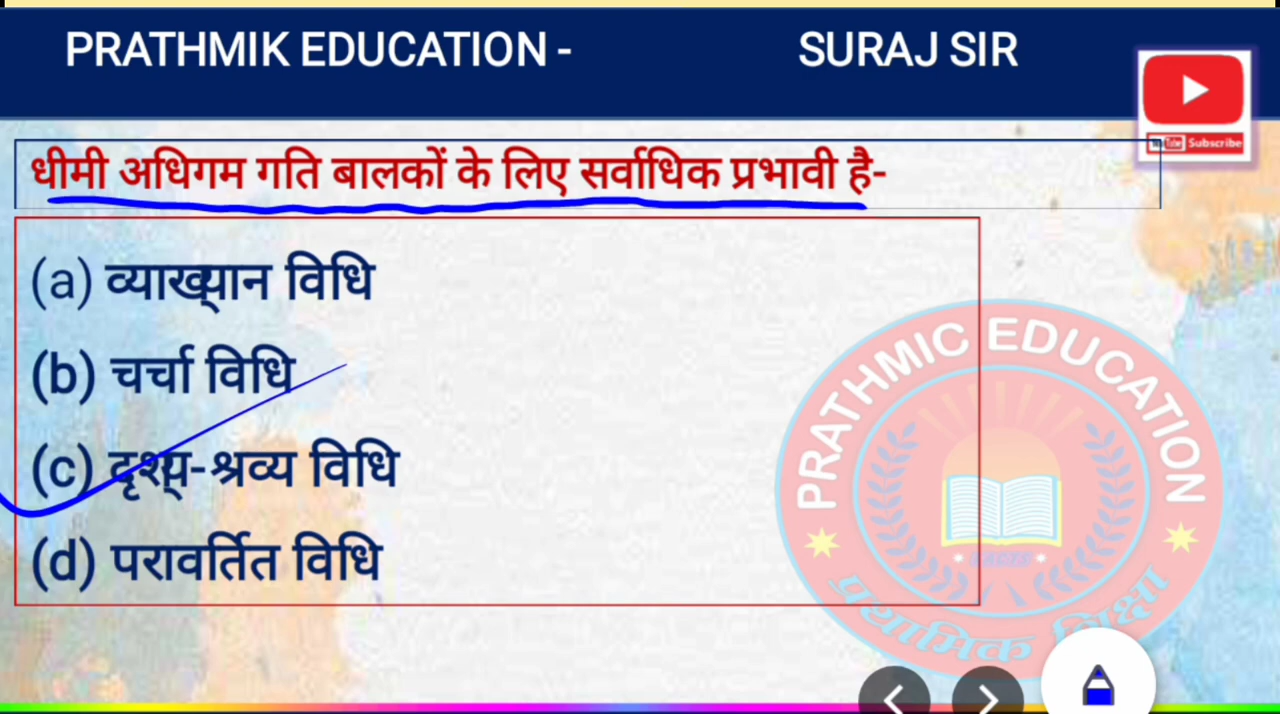 PRATHMIK EDUCATION - SURAJ SIR
Subscribe
धीमी अधिगम गति बालकों के लिए सर्वाधिक प्रभावी है-
(a) व्याख्यान विधि
(b) चर्चा विधि
(c) दृश्य-श्रव्य विधि
(d) परावर्तित विधि
PRATHMIC EDUCATION
प्राथमिक शिक्षा